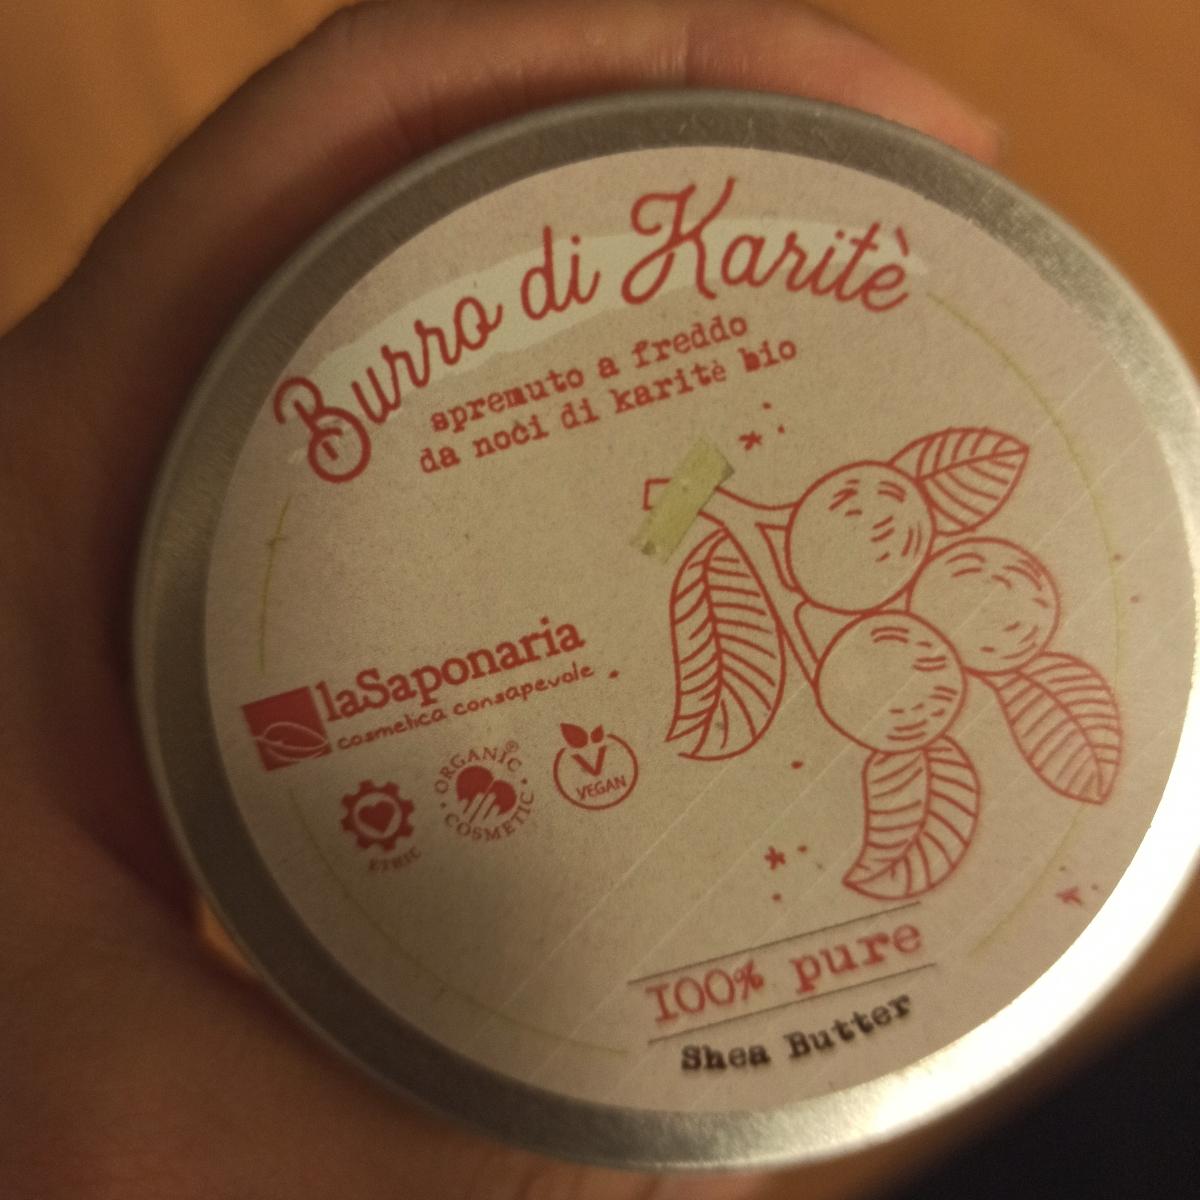 Burro di Karitè
spremuto a freddo
da noci di karitè bio
laSaponaria
cosmetica consapevole
ETHIC
ORGANIC®
COSMETIC
V
VEGAN
100% pure
Shea Butter